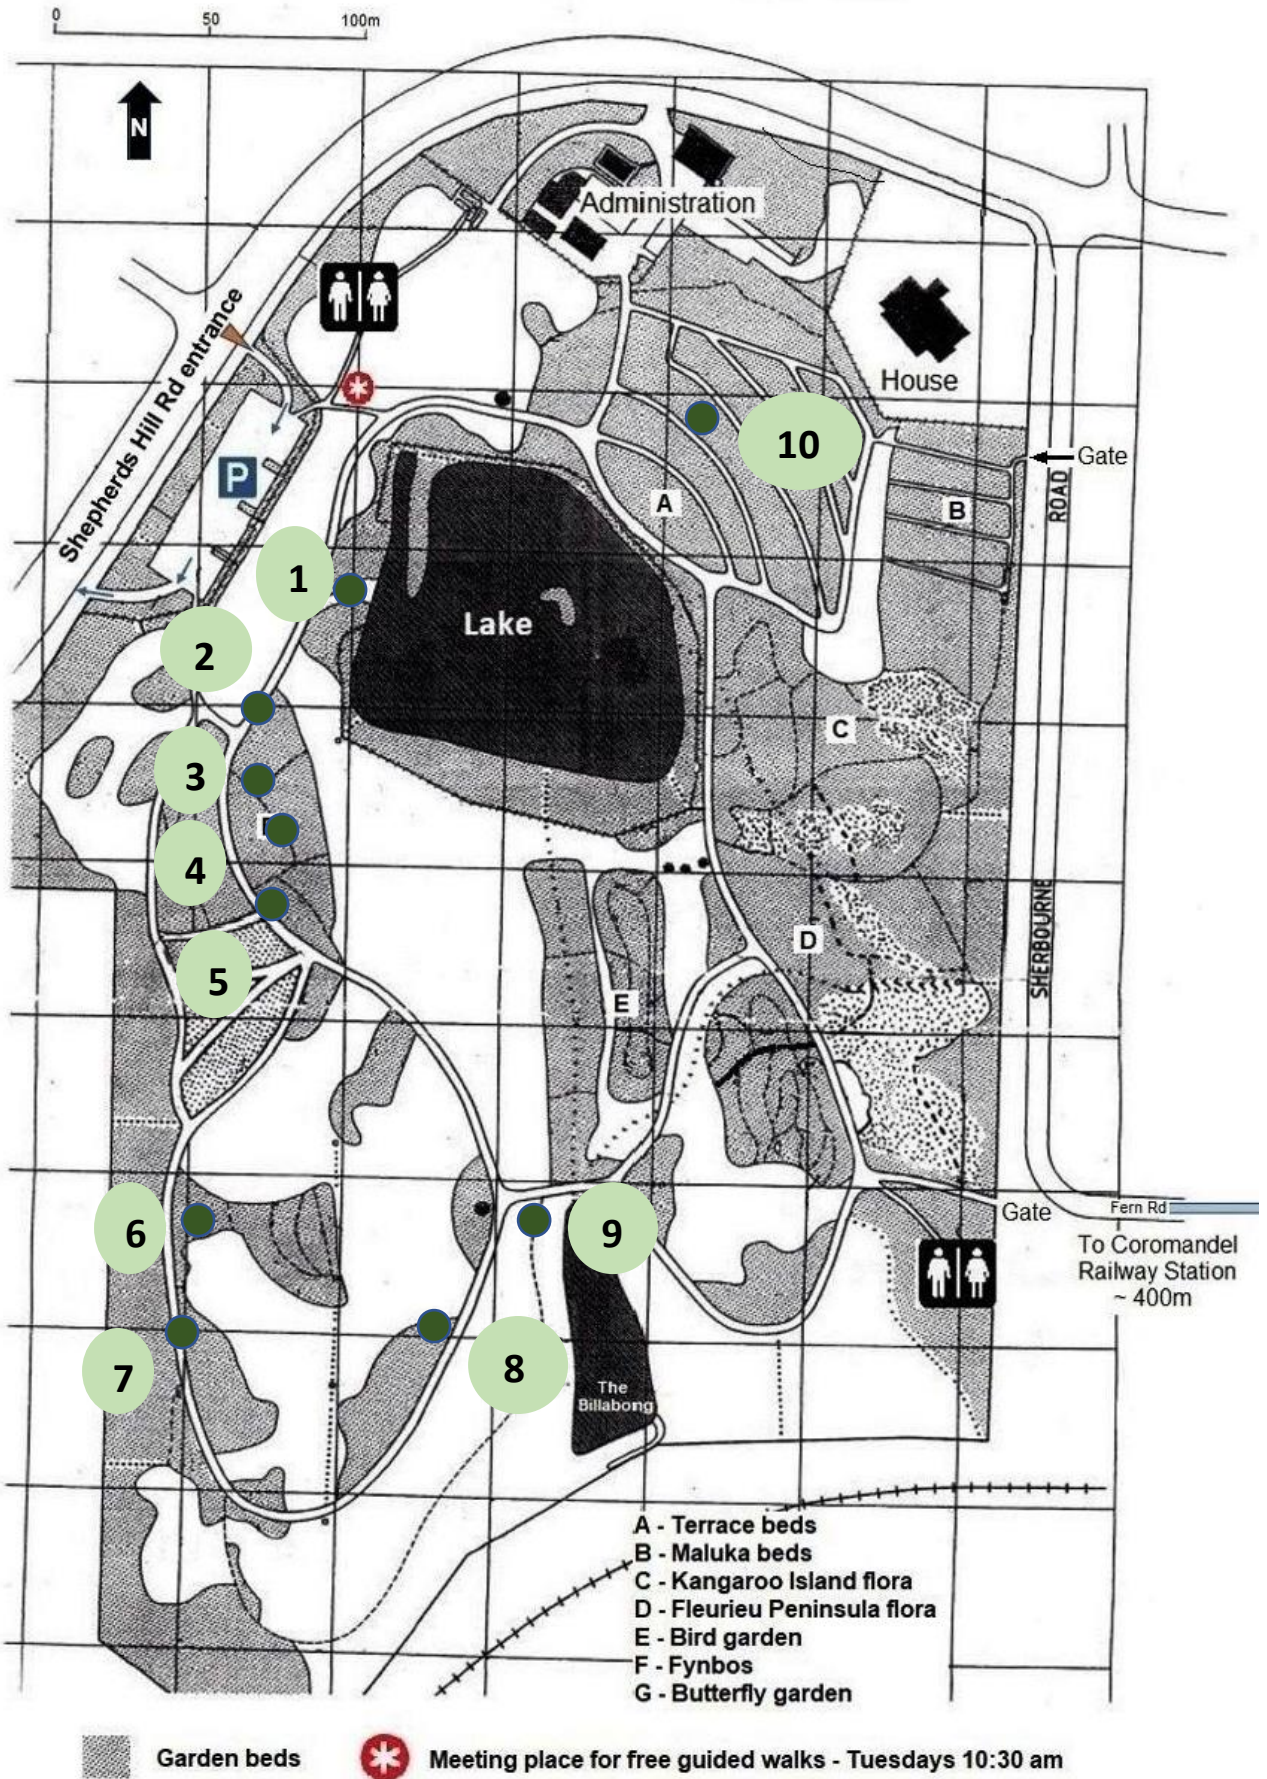 0 50 100m
N
Administration
Shepherds Hill Rd entrance
House
10
P
A
Gate
B
ROAD
1
Lake
2
C
3
4
D
5
E
SHERBOURNE
6
9
Gate
Fern Rd
To Coromandel
Railway Station
~ 400m
7
8
The
Billabong
A - Terrace beds
B - Maluka beds
C - Kangaroo Island flora
D - Fleurieu Peninsula flora
E - Bird garden
F - Fynbos
G - Butterfly garden
Garden beds
Meeting place for free guided walks - Tuesdays 10:30 am